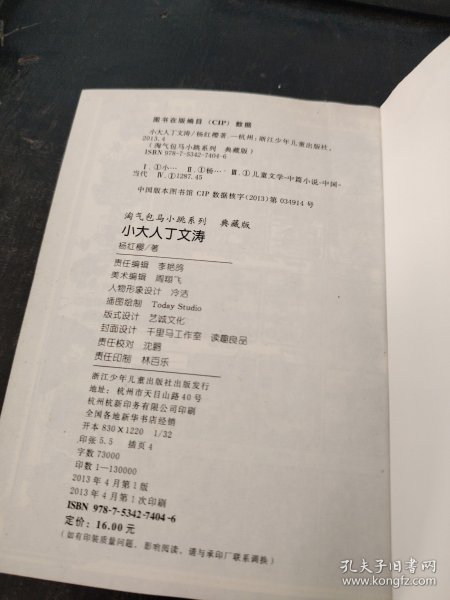 图书在版编目（CIP）数据
小大人丁文涛/杨红樱著.—杭州：浙江少年儿童出版社，
2013.4
（淘气包马小跳系列 典藏版）
ISBN 978-7-5342-7404-6
Ⅰ.①小… Ⅱ.①杨… Ⅲ.①儿童文学-中篇小说-中国-
当代 Ⅳ.①I287.45
中国版本图书馆 CIP 数据核字(2013)第 034914 号
淘气包马小跳系列 典藏版
小大人丁文涛
杨红樱/著
责任编辑 李艳鸽
美术编辑 周翔飞
人物形象设计 冷洁
插图绘制 Today Studio
版式设计 艺诚文化
封面设计 千里马工作室 读趣良品
责任校对 沈鹏
责任印制 林百乐
浙江少年儿童出版社出版发行
地址：杭州市天目山路40号
杭州杭新印务有限公司印刷
全国各地新华书店经销
开本 830×1220 1/32
印张 5.5 插页 4
字数 73000
印数 1-130000
2013年4月第1版
2013年4月第1次印刷
ISBN 978-7-5342-7404-6
定价：16.00元
（如有印装质量问题，影响阅读，请与承印厂联系调换）
孔夫子旧书网
www.kongfz.com